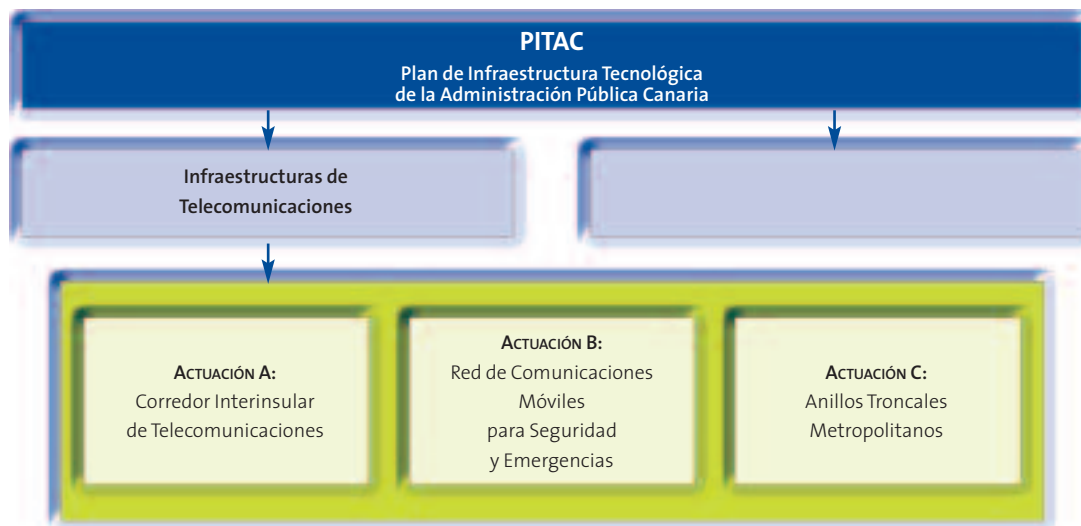 PITAC
Plan de Infraestructura Tecnológica
de la Administración Pública Canaria
Infraestructuras de
Telecomunicaciones
ACTUACIÓN A:
Corredor Interinsular
de Telecomunicaciones
ACTUACIÓN B:
Red de Comunicaciones
Móviles
para Seguridad
y Emergencias
ACTUACIÓN C:
Anillos Troncales
Metropolitanos